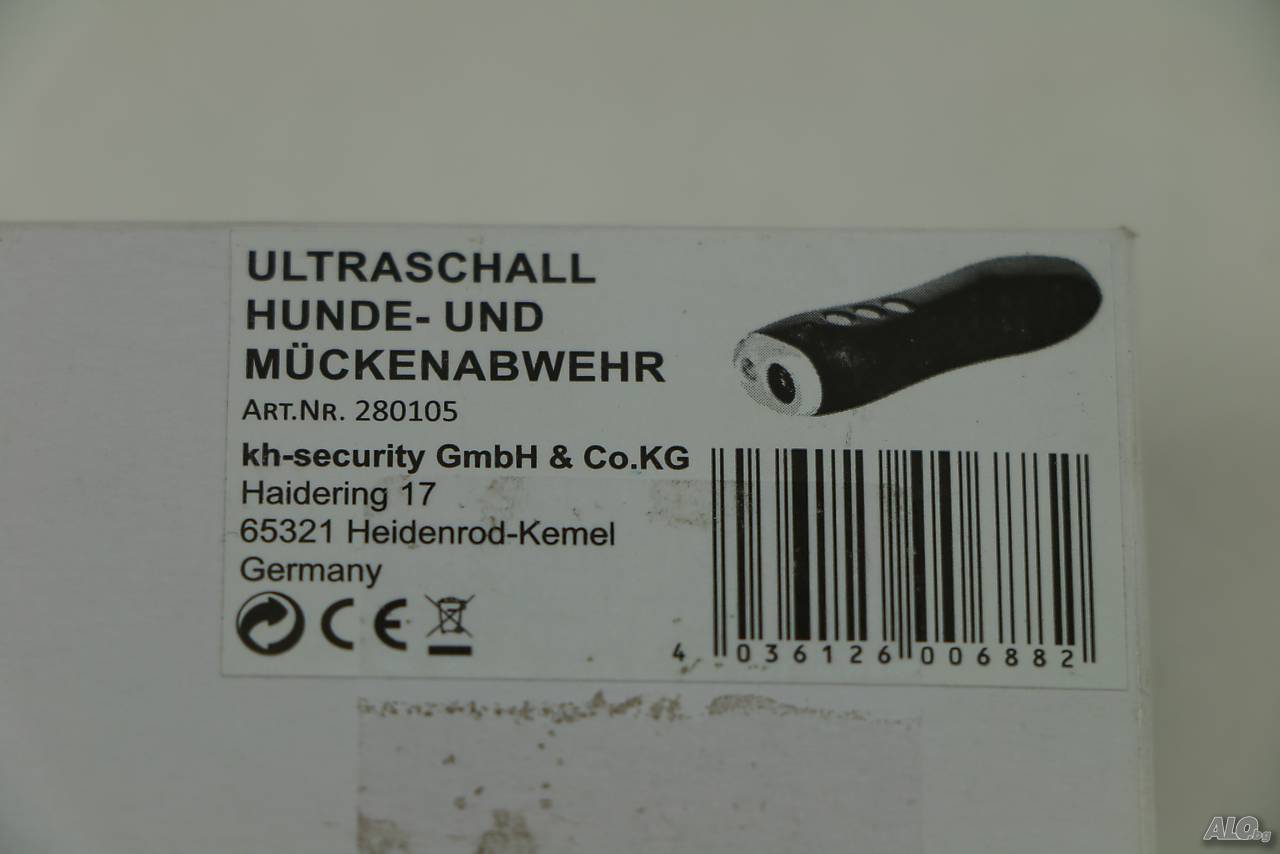 ULTRASCHALL
HUNDE- UND
MÜCKENABWEHR
ART.NR. 280105
kh-security GmbH & Co.KG
Haidering 17
65321 Heidenrod-Kemel
Germany
CE
4 036126 006882
ALO.bg